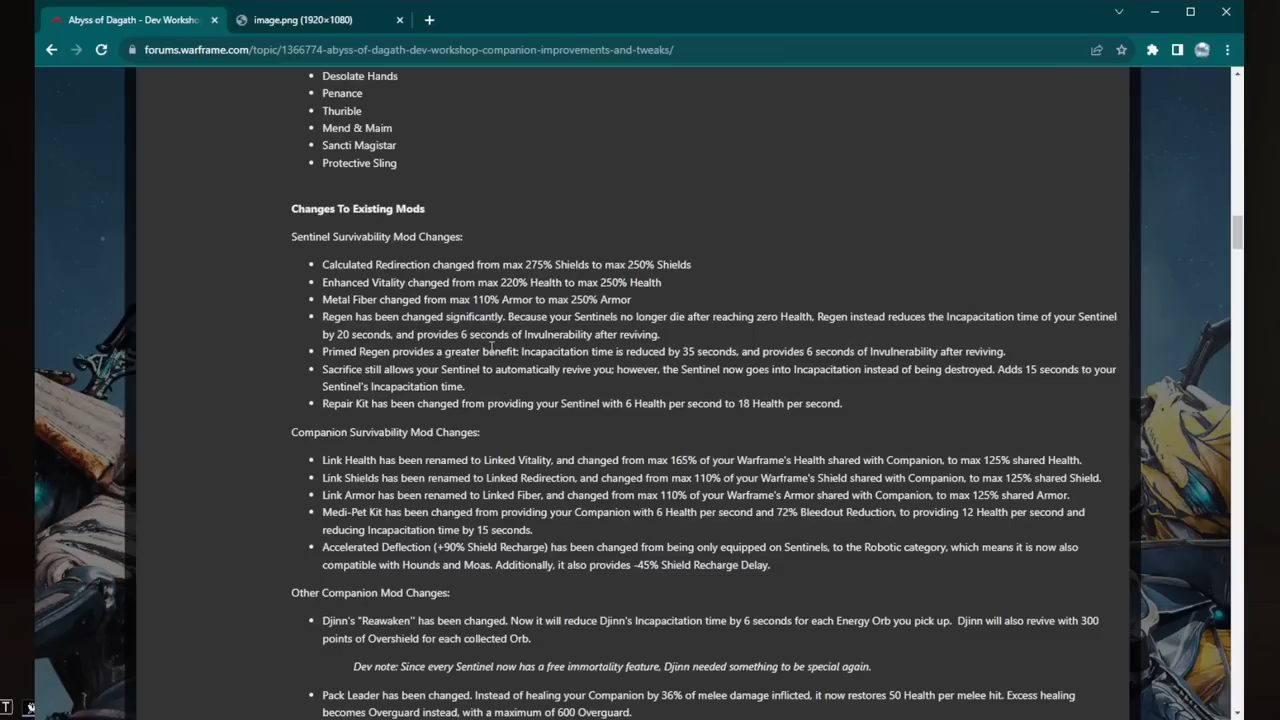 Abyss of Dagath - Dev Worksho
image.png (1920×1080)
forums.warframe.com/topic/1366774-abyss-of-dagath-dev-workshop-companion-improvements-and-tweaks/
Desolate Hands
Penance
Thurible
Mend & Maim
Sancti Magistar
Protective Sling
Changes To Existing Mods
Sentinel Survivability Mod Changes:
Calculated Redirection changed from max 275% Shields to max 250% Shields
Enhanced Vitality changed from max 220% Health to max 250% Health
Metal Fiber changed from max 110% Armor to max 250% Armor
Regen has been changed significantly. Because your Sentinels no longer die after reaching zero Health, Regen instead reduces the Incapacitation time of your Sentinel
by 20 seconds, and provides 6 seconds of Invulnerability after reviving.
Primed Regen provides a greater benefit: Incapacitation time is reduced by 35 seconds, and provides 6 seconds of Invulnerability after reviving.
Sacrifice still allows your Sentinel to automatically revive you; however, the Sentinel now goes into Incapacitation instead of being destroyed. Adds 15 seconds to your
Sentinel's Incapacitation time.
Repair Kit has been changed from providing your Sentinel with 6 Health per second to 18 Health per second.
Companion Survivability Mod Changes:
Link Health has been renamed to Linked Vitality, and changed from max 165% of your Warframe's Health shared with Companion, to max 125% shared Health.
Link Shields has been renamed to Linked Redirection, and changed from max 110% of your Warframe's Shield shared with Companion, to max 125% shared Shield.
Link Armor has been renamed to Linked Fiber, and changed from max 110% of your Warframe's Armor shared with Companion, to max 125% shared Armor.
Medi-Pet Kit has been changed from providing your Companion with 6 Health per second and 72% Bleedout Reduction, to providing 12 Health per second and
reducing Incapacitation time by 15 seconds.
Accelerated Deflection (+90% Shield Recharge) has been changed from being only equipped on Sentinels, to the Robotic category, which means it is now also
compatible with Hounds and Moas. Additionally, it also provides -45% Shield Recharge Delay.
Other Companion Mod Changes:
Djinn's "Reawaken" has been changed. Now it will reduce Djinn's Incapacitation time by 6 seconds for each Energy Orb you pick up.  Djinn will also revive with 300
points of Overshield for each collected Orb.
Dev note: Since every Sentinel now has a free immortality feature, Djinn needed something to be special again.
Pack Leader has been changed. Instead of healing your Companion by 36% of melee damage inflicted, it now restores 50 Health per melee hit. Excess healing
becomes Overguard instead, with a maximum of 600 Overguard.
T